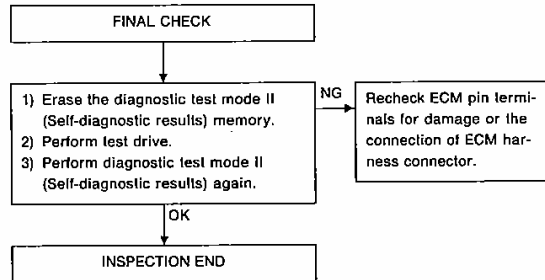 FINAL CHECK
1) Erase the diagnostic test mode II
(Self-diagnostic results) memory.
2) Perform test drive.
3) Perform diagnostic test mode II
(Self-diagnostic results) again.
NG
Recheck ECM pin termi-
nals for damage or the
connection of ECM har-
ness connector.
OK
INSPECTION END